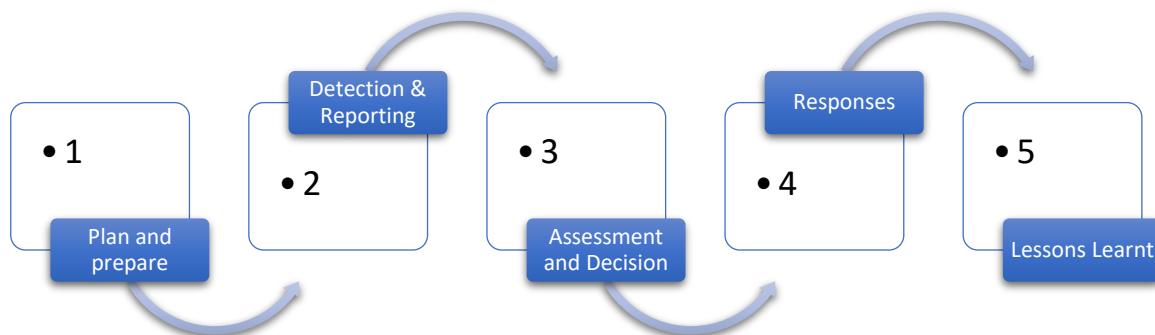 • 1
Plan and
prepare
Detection &
Reporting
• 2
• 3
Assessment
and Decision
Responses
• 4
• 5
Lessons Learnt